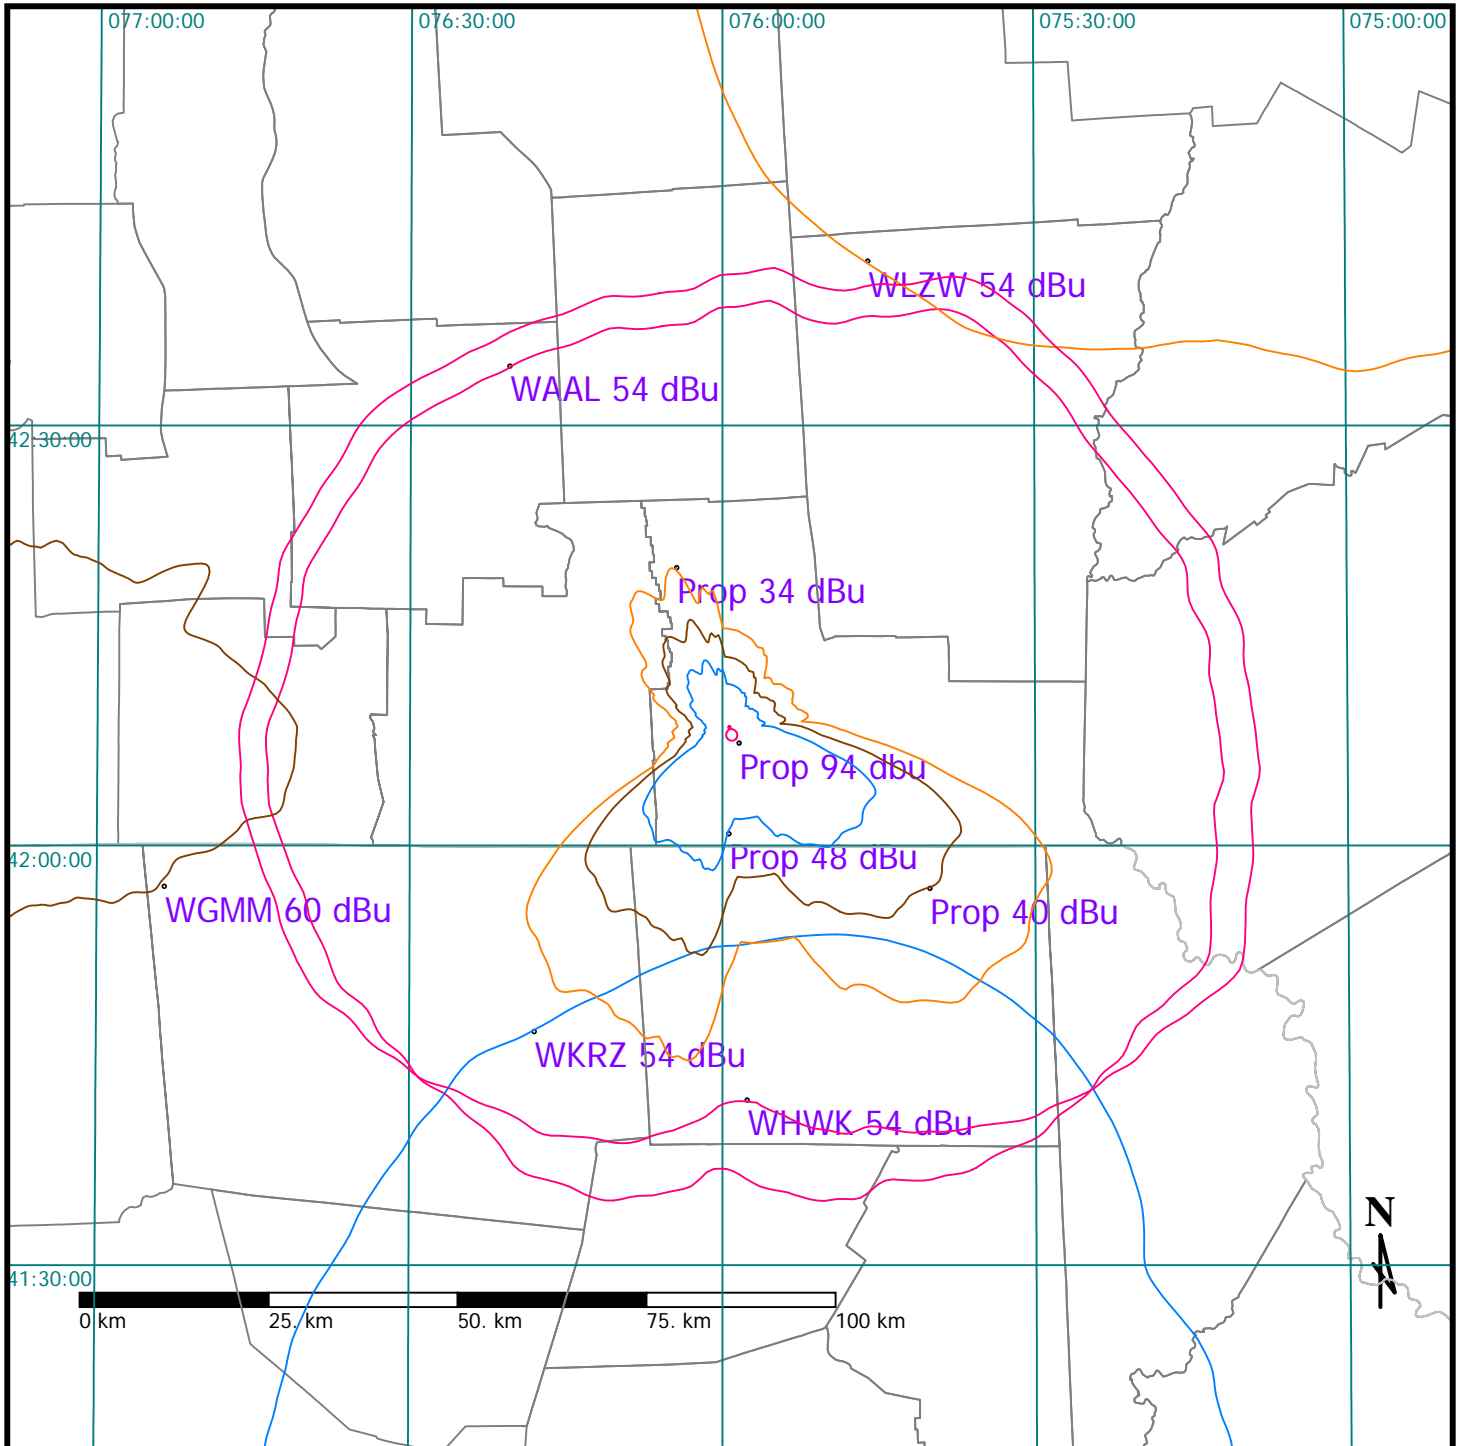 077:00:00
076:30:00
076:00:00
075:30:00
075:00:00
WLZW 54 dBu
WAAL 54 dBu
42:30:00
Prop 34 dBu
Prop 94 dbu
42:00:00
Prop 48 dBu
WGMM 60 dBu
Prop 40 dBu
WKRZ 54 dBu
WHWK 54 dBu
N
41:30:00
0 km
25. km
50. km
75. km
100 km